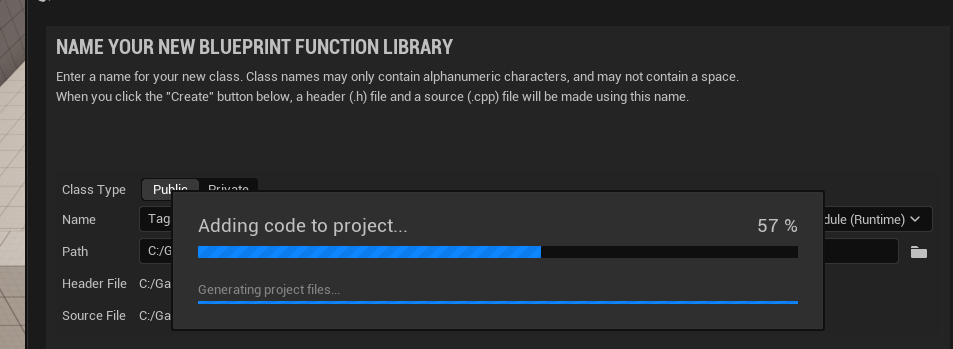 NAME YOUR NEW BLUEPRINT FUNCTION LIBRARY
Enter a name for your new class. Class names may only contain alphanumeric characters, and may not contain a space.
When you click the "Create" button below, a header (.h) file and a source (.cpp) file will be made using this name.
Class Type Public Private
Name Tag dule (Runtime)
Adding code to project... 57 %
Path C:/G
Generating project files...
Header File C:/Ga
Source File C:/Ga